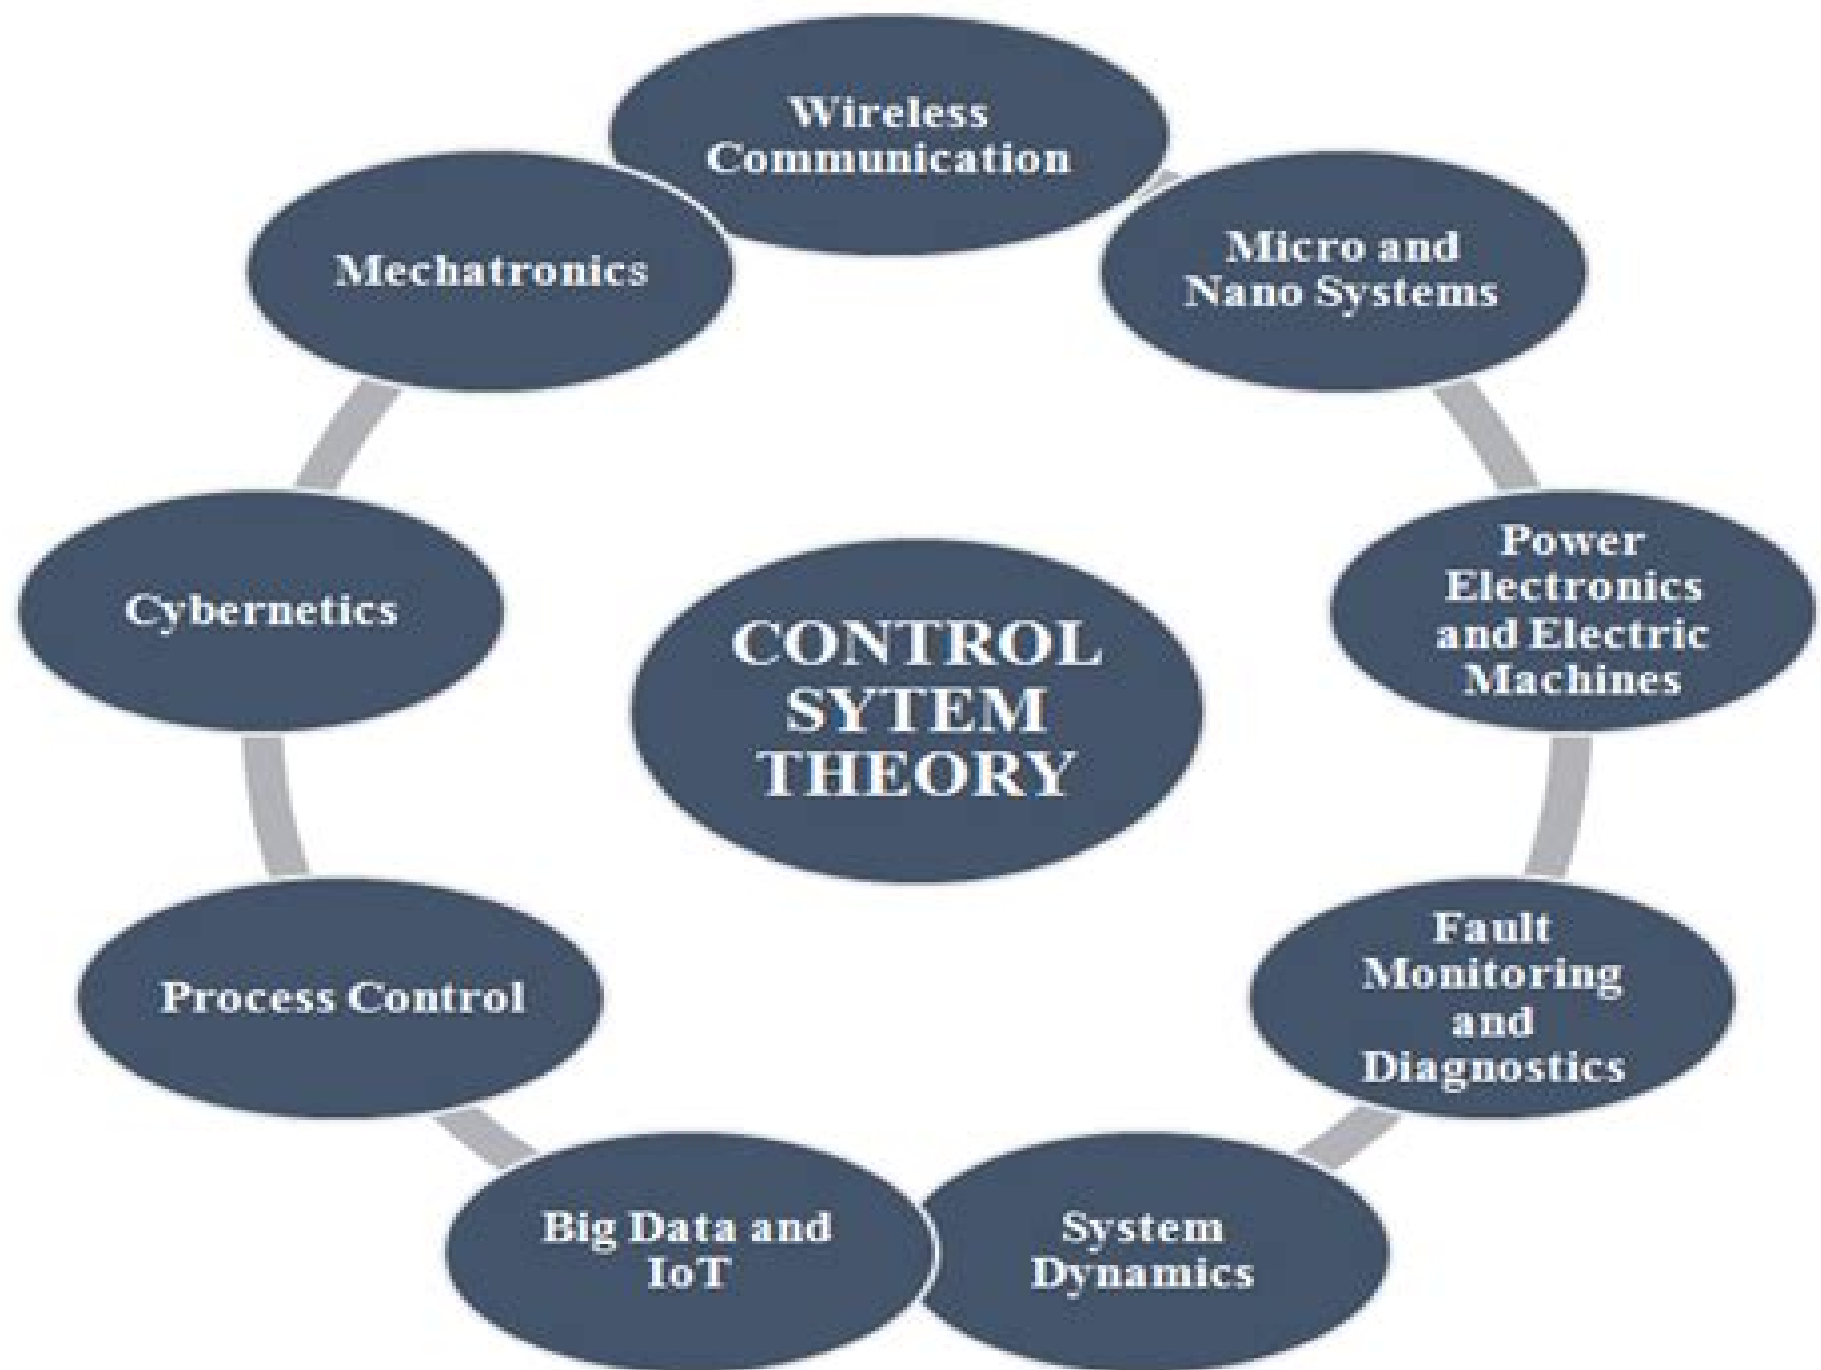 Wireless
Communication
Micro and
Nano Systems
Power
Electronics
and Electric
Machines
Fault
Monitoring
and
Diagnostics
System
Dynamics
Big Data and
IoT
Process Control
Cybernetics
Mechatronics
CONTROL
SYTEM
THEORY